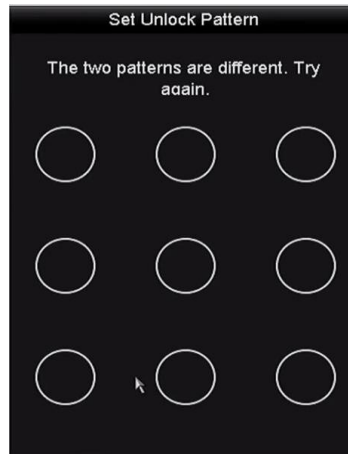 Set Unlock Pattern
The two patterns are different. Try
again.